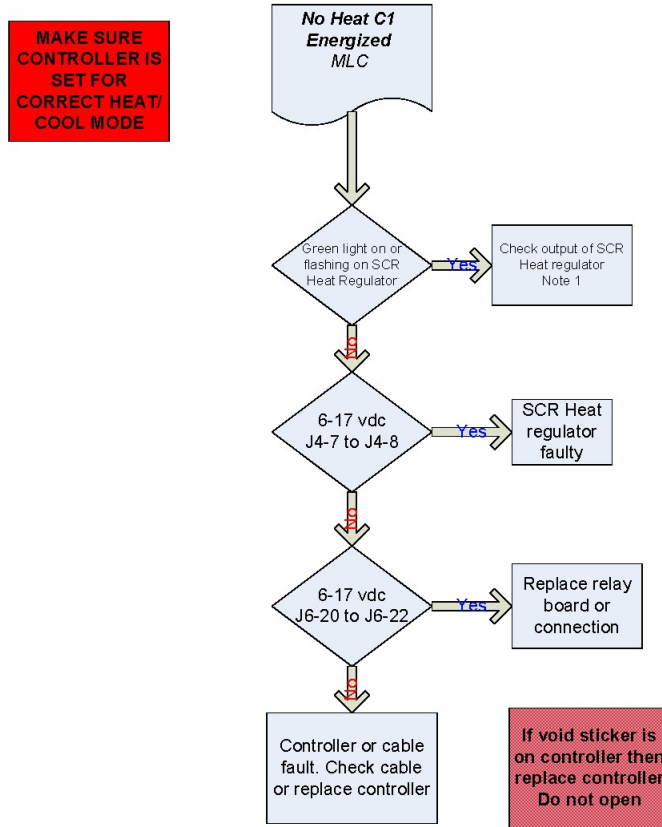 MAKE SURE
CONTROLLER IS
SET FOR
CORRECT HEAT/
COOL MODE
No Heat C1
Energized
MLC
Green light on or
flashing on SCR
Heat Regulator
Yes
Check output of SCR
Heat regulator
Note 1
No
6-17 vdc
J4-7 to J4-8
Yes
SCR Heat
regulator
faulty
No
6-17 vdc
J6-20 to J6-22
Yes
Replace relay
board or
connection
No
Controller or cable
fault. Check cable
or replace controller
If void sticker is
on controller then
replace controller
Do not open